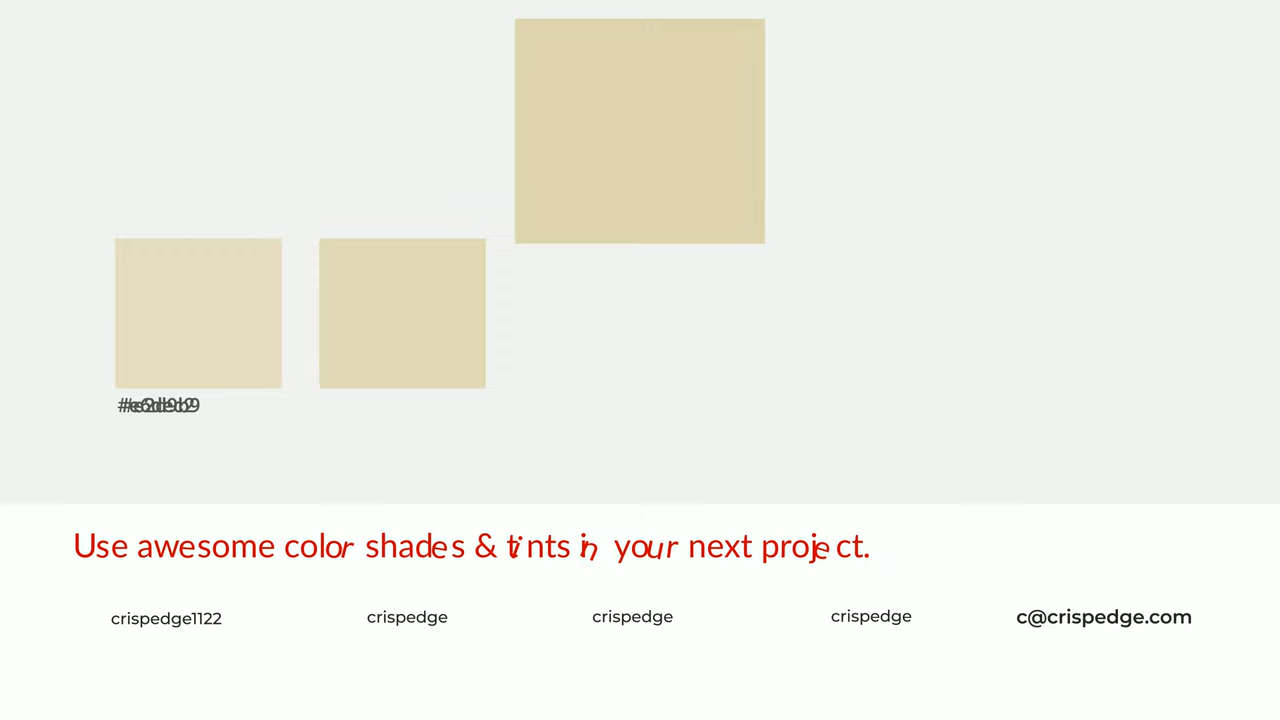 Use awesome color shades & tints in your next project.
crispedge1122 crispedge crispedge crispedge c@crispedge.com